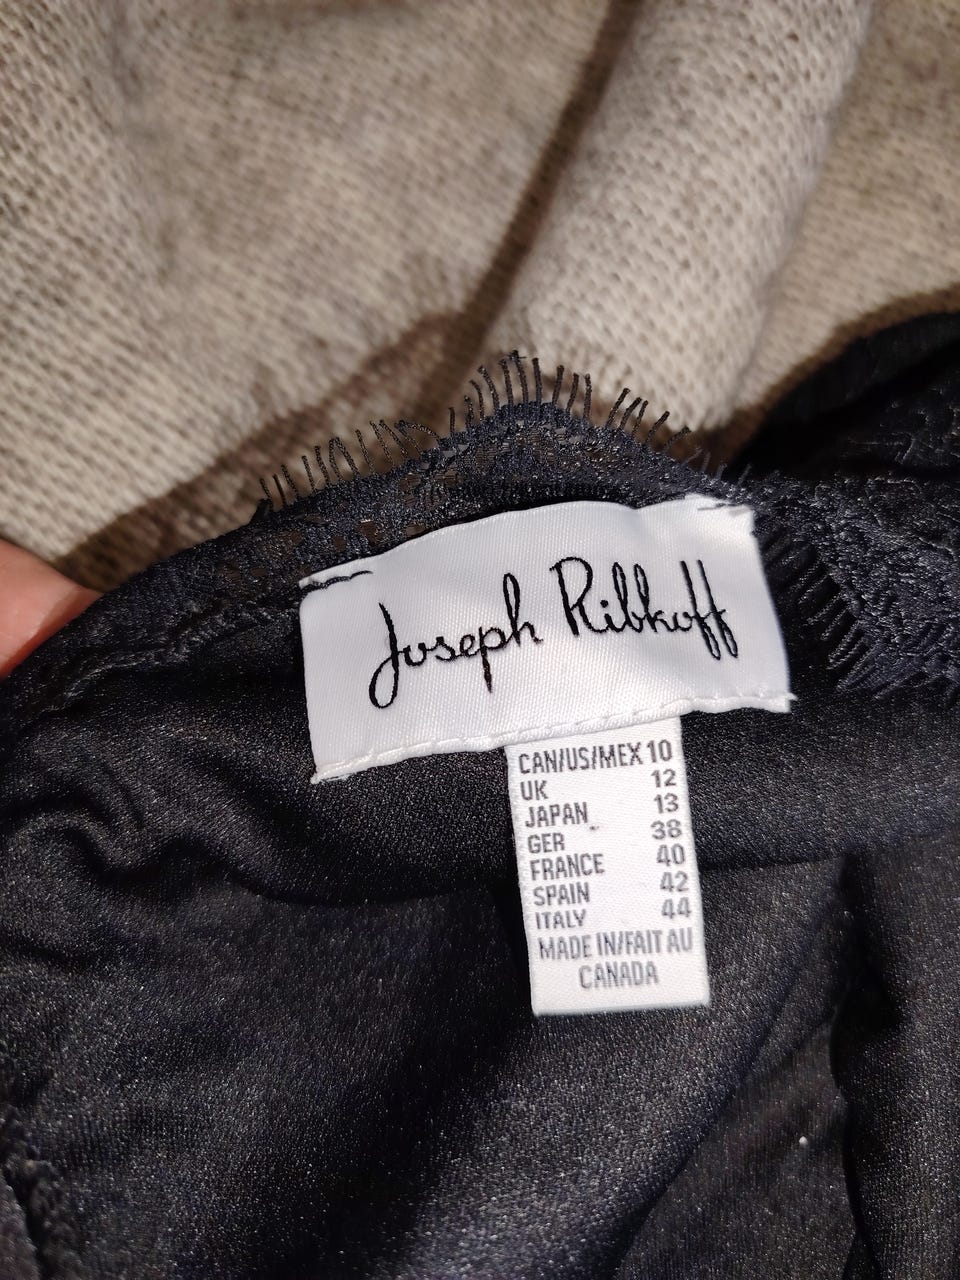 Joseph Ribkoff
CAN/US/MEX 10
UK 12
JAPAN 13
GER 38
FRANCE 40
SPAIN 42
ITALY 44
MADE IN/FAIT AU
CANADA